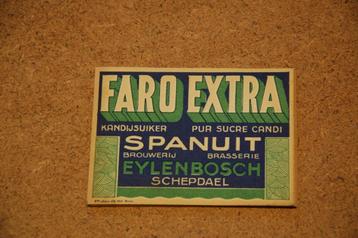 FARO EXTRA
KANDIJSUIKER PUR SUCRE CANDI
SPANUIT
BROUWERIJ BRASSERIE
EYLENBOSCH
SCHEPDAEL